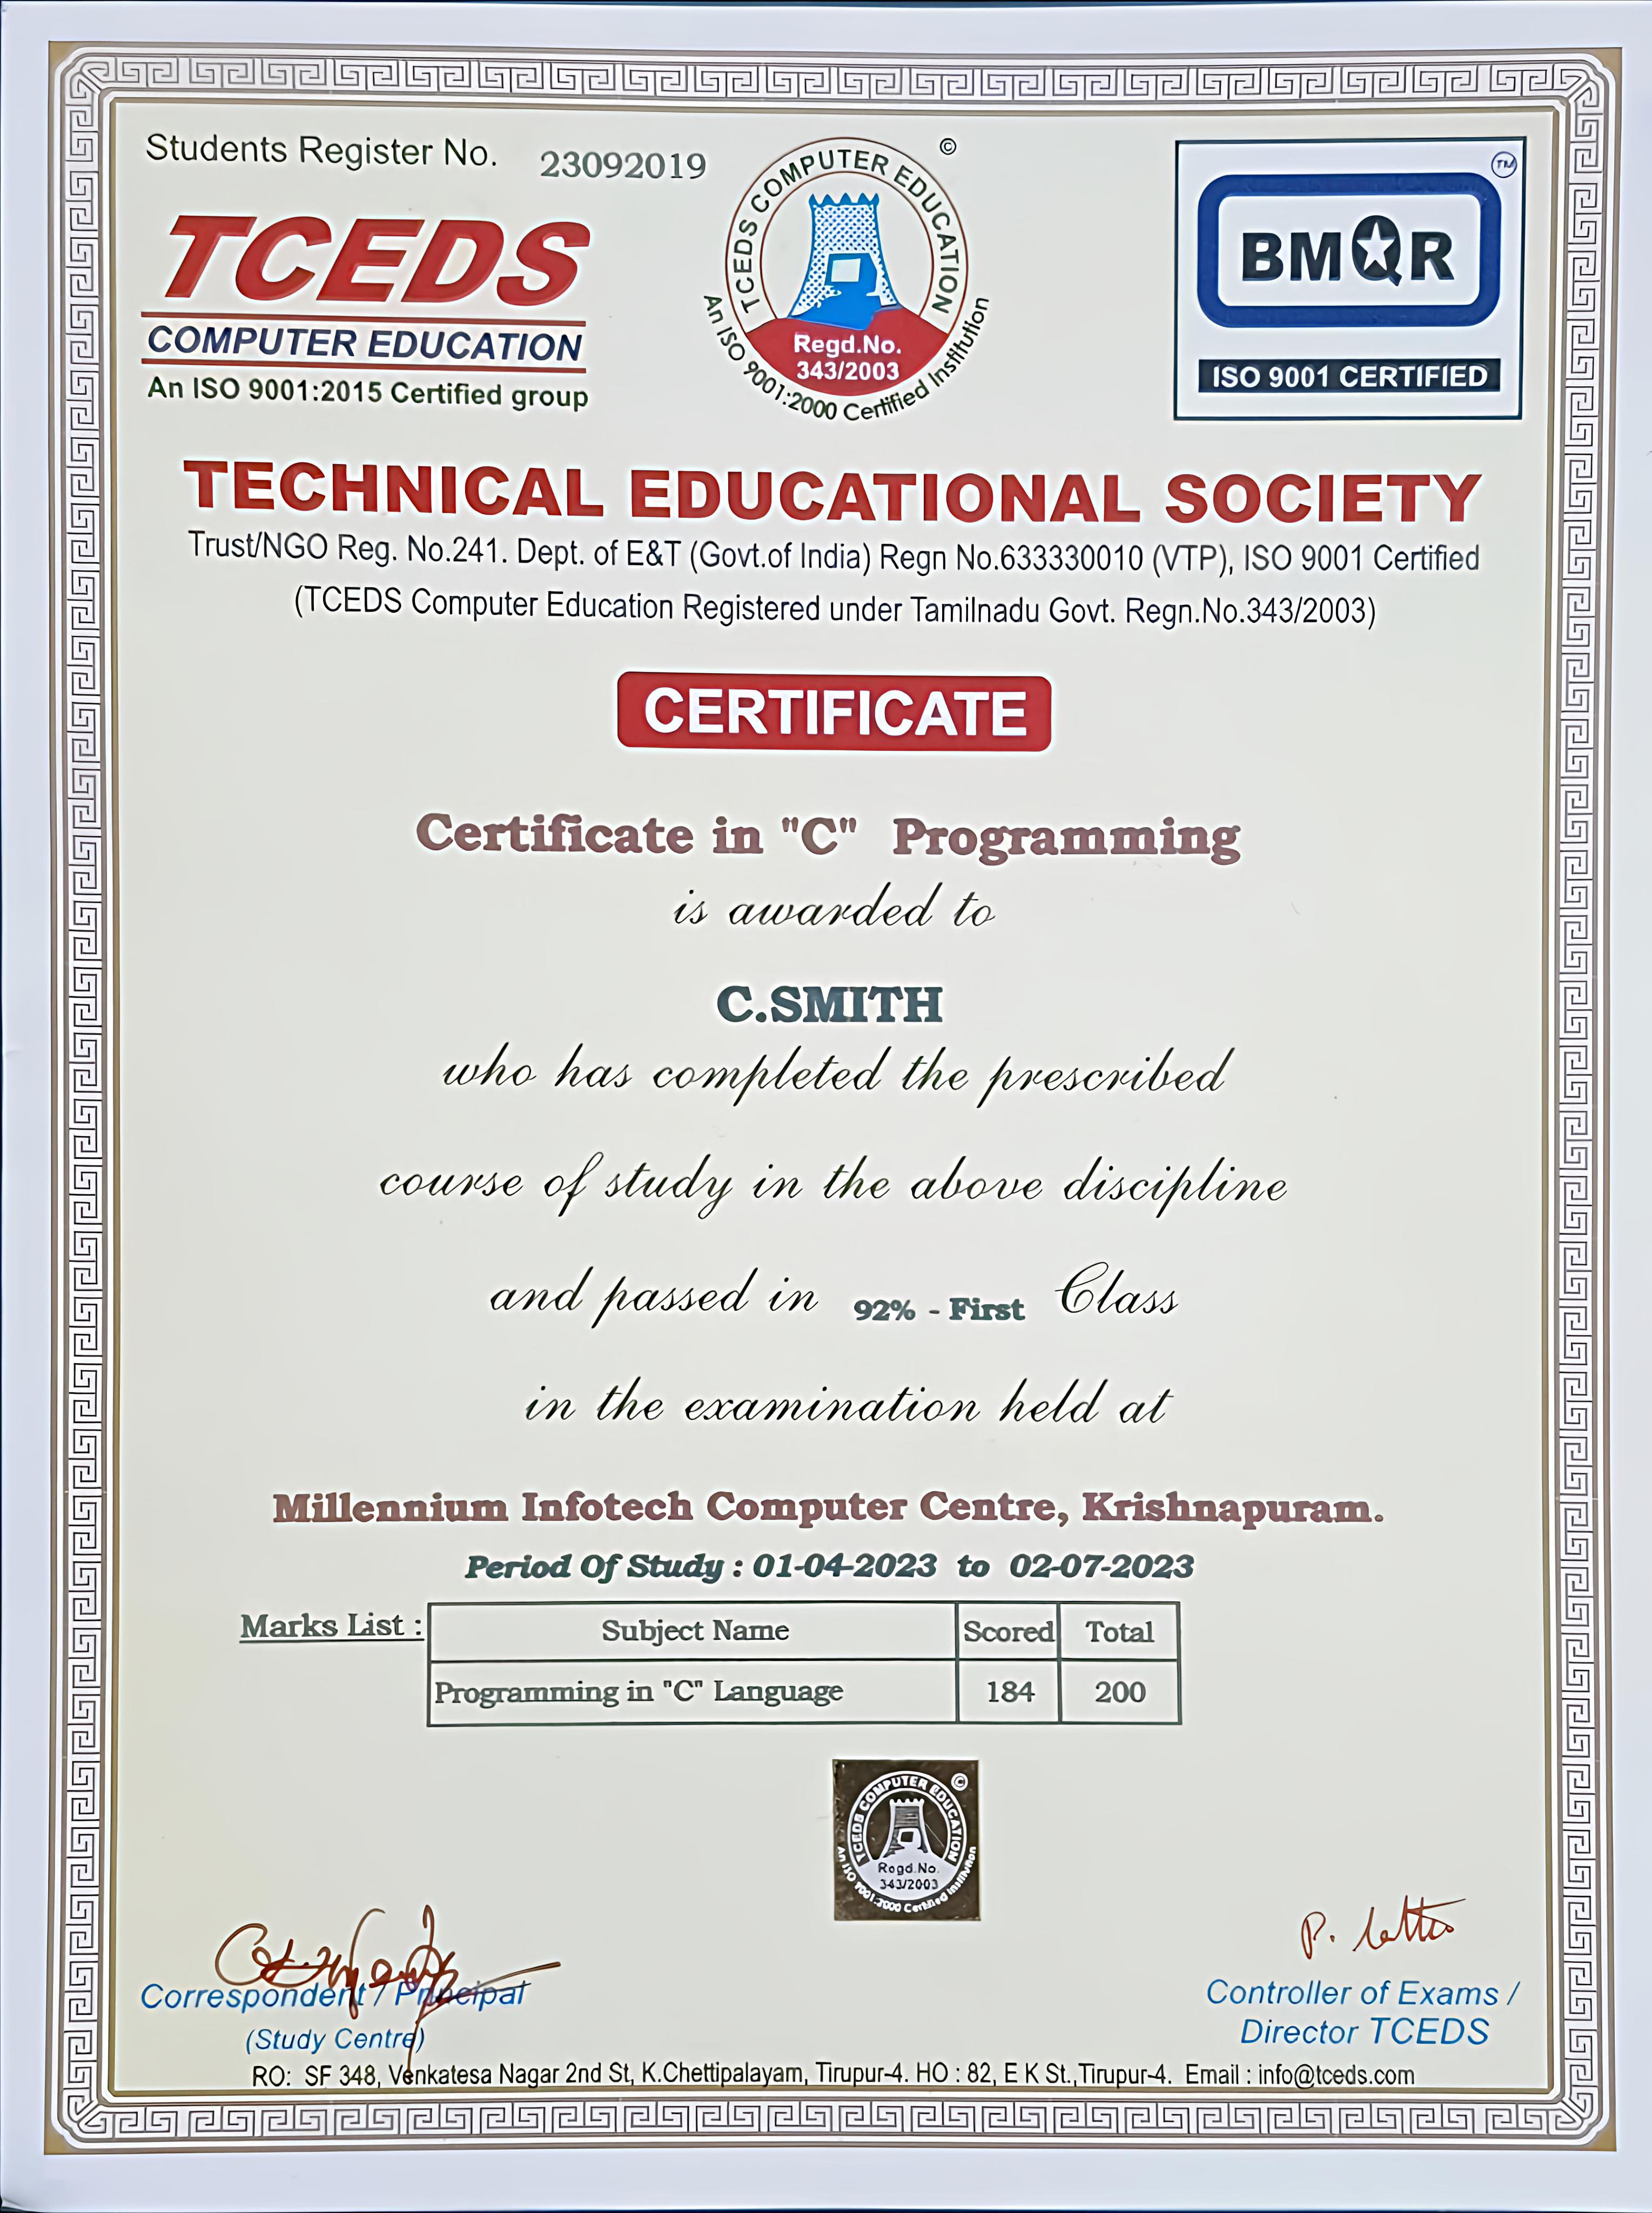 Students Register No. 23092019
TCEDS
COMPUTER EDUCATION
An ISO 9001:2015 Certified group
TCEDS COMPUTER EDUCATION ©
Regd.No.
343/2003
An ISO 9001:2000 Certified Institution
TM
BMQR
ISO 9001 CERTIFIED
TECHNICAL EDUCATIONAL SOCIETY
Trust/NGO Reg. No.241. Dept. of E&T (Govt.of India) Regn No.633330010 (VTP), ISO 9001 Certified
(TCEDS Computer Education Registered under Tamilnadu Govt. Regn.No.343/2003)
CERTIFICATE
Certificate in "C" Programming
is awarded to
C.SMITH
who has completed the prescribed
course of study in the above discipline
and passed in 92% - First Class
in the examination held at
Millennium Infotech Computer Centre, Krishnapuram.
Period Of Study : 01-04-2023 to 02-07-2023
Marks List : Subject Name Scored Total
Programming in "C" Language 184 200
TCEDS COMPUTER EDUCATION ©
Regd.No.
343/2003
An ISO 9001:2000 Certified Institution
Correspondent / Principal
(Study Centre)
P.
Controller of Exams /
Director TCEDS
RO: SF 348, Venkatesa Nagar 2nd St, K.Chettipalayam, Tirupur-4. HO : 82, E K St.,Tirupur-4. Email : info@tceds.com